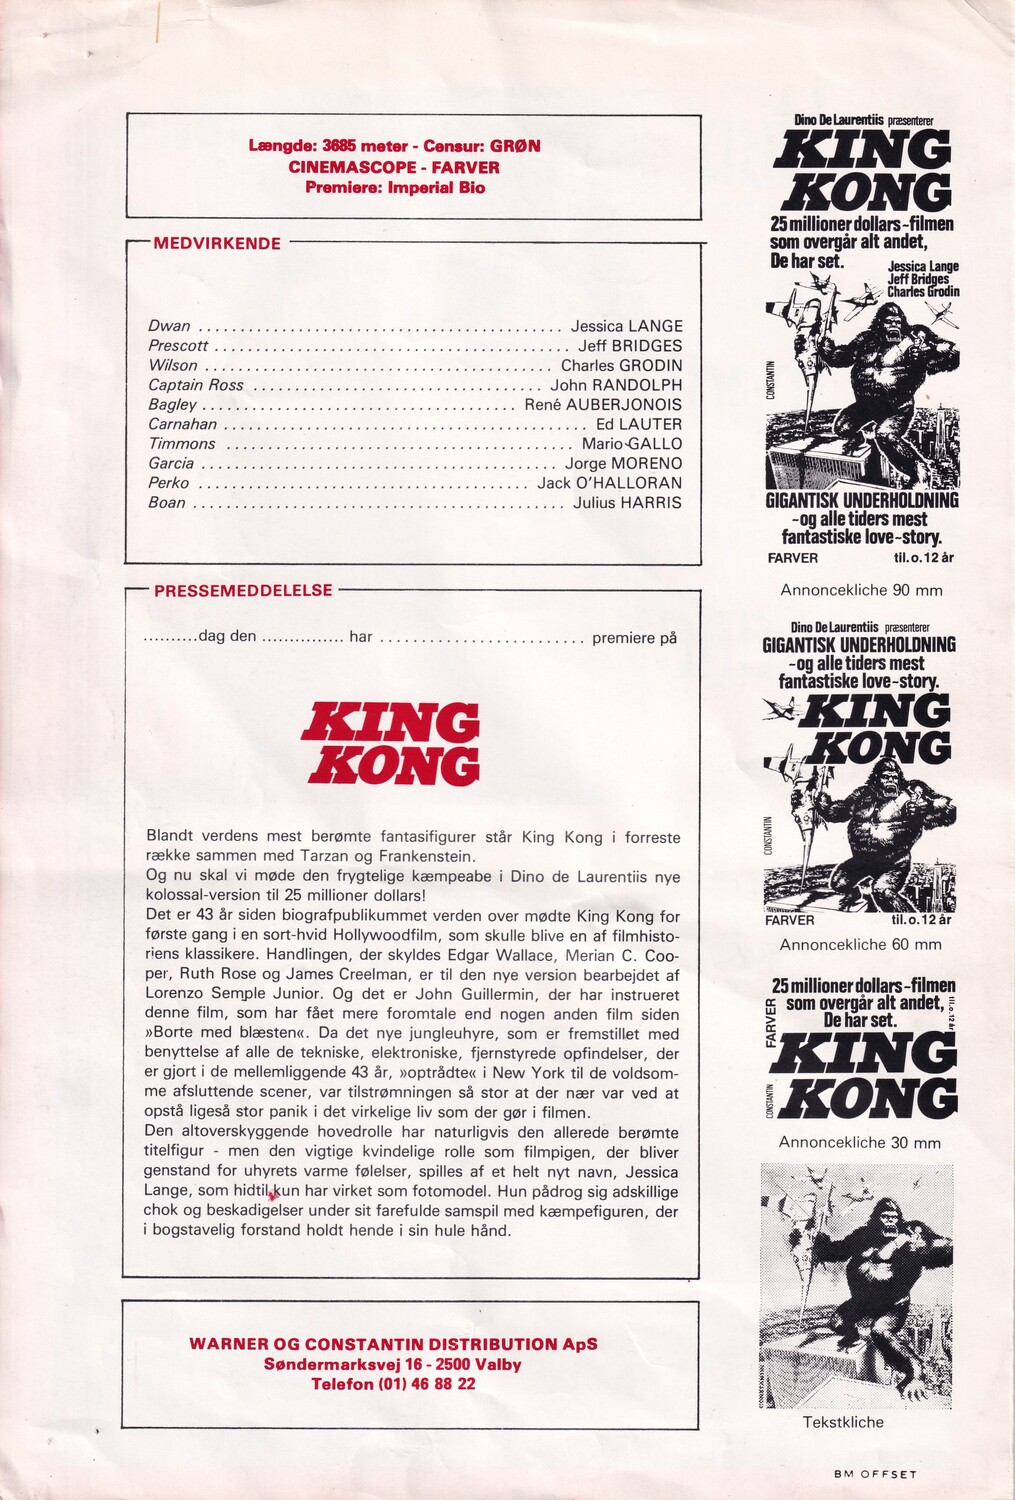 Længde: 3685 meter - Censur: GRØN
CINEMASCOPE - FARVER
Premiere: Imperial Bio
MEDVIRKENDE
Dwan ............................................ Jessica LANGE
Prescott ........................................... Jeff BRIDGES
Wilson .......................................... Charles GRODIN
Captain Ross ................................... John RANDOLPH
Bagley ...................................... René AUBERJONOIS
Carnahan ............................................ Ed LAUTER
Timmons .......................................... Mario GALLO
Garcia ........................................... Jorge MORENO
Perko ........................................ Jack O'HALLORAN
Boan ............................................. Julius HARRIS
PRESSEMEDDELELSE
..........dag den ............... har ......................... premiere på
KING
KONG
Blandt verdens mest berømte fantasifigurer står King Kong i forreste
række sammen med Tarzan og Frankenstein.
Og nu skal vi møde den frygtelige kæmpeabe i Dino de Laurentiis nye
kolossal-version til 25 millioner dollars!
Det er 43 år siden biografpublikummet verden over mødte King Kong for
første gang i en sort-hvid Hollywoodfilm, som skulle blive en af filmhisto-
riens klassikere. Handlingen, der skyldes Edgar Wallace, Merian C. Coo-
per, Ruth Rose og James Creelman, er til den nye version bearbejdet af
Lorenzo Semple Junior. Og det er John Guillermin, der har instrueret
denne film, som har fået mere foromtale end nogen anden film siden
»Borte med blæsten«. Da det nye jungleuhyre, som er fremstillet med
benyttelse af alle de tekniske, elektroniske, fjernstyrede opfindelser, der
er gjort i de mellemliggende 43 år, »optrådte« i New York til de voldsom-
me afsluttende scener, var tilstrømningen så stor at der nær var ved at
opstå ligeså stor panik i det virkelige liv som der gør i filmen.
Den altoverskyggende hovedrolle har naturligvis den allerede berømte
titelfigur - men den vigtige kvindelige rolle som filmpigen, der bliver
genstand for uhyrets varme følelser, spilles af et helt nyt navn, Jessica
Lange, som hidtil kun har virket som fotomodel. Hun pådrog sig adskillige
chok og beskadigelser under sit farefulde samspil med kæmpefiguren, der
i bogstavelig forstand holdt hende i sin hule hånd.
WARNER OG CONSTANTIN DISTRIBUTION ApS
Søndermarksvej 16 - 2500 Valby
Telefon (01) 46 88 22
Dino De Laurentiis præsenterer
KING
KONG
25 millioner dollars-filmen
som overgår alt andet,
De har set.
Jessica Lange
Jeff Bridges
Charles Grodin
CONSTANTIN
GIGANTISK UNDERHOLDNING
-og alle tiders mest
fantastiske love-story.
FARVER til.o.12 år
Annoncekliche 90 mm
Dino De Laurentiis præsenterer
GIGANTISK UNDERHOLDNING
-og alle tiders mest
fantastiske love-story.
KING
KONG
CONSTANTIN
FARVER til.o.12 år
Annoncekliche 60 mm
25 millioner dollars-filmen
som overgår alt andet,
De har set.
FARVER
til.o.12 år
KING
KONG
CONSTANTIN
Annoncekliche 30 mm
CONSTANTIN
Tekstkliche
BM OFFSET